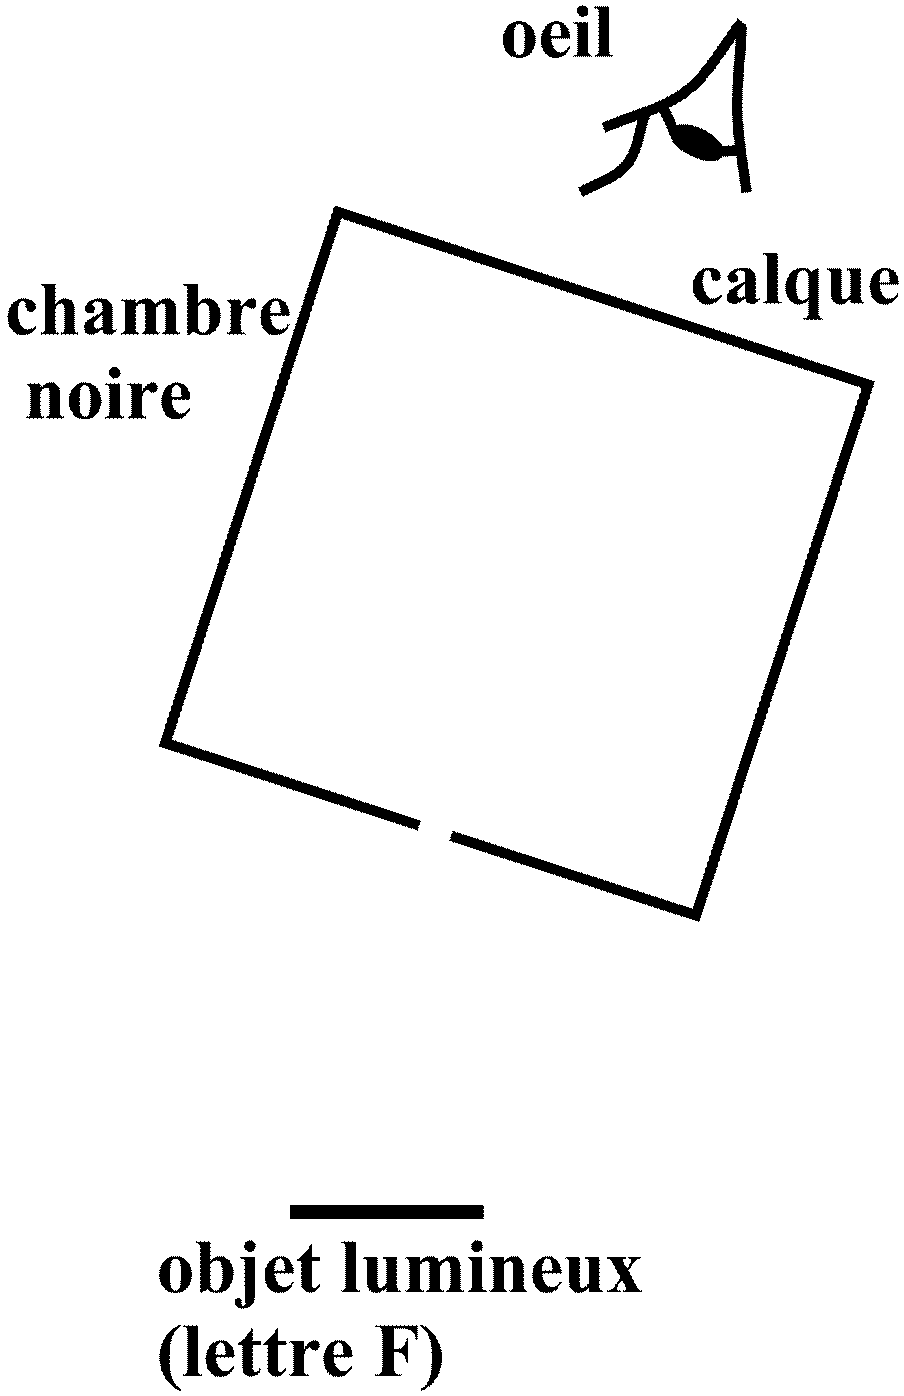 oeil
calque
chambre
noire
objet lumineux
(lettre F)